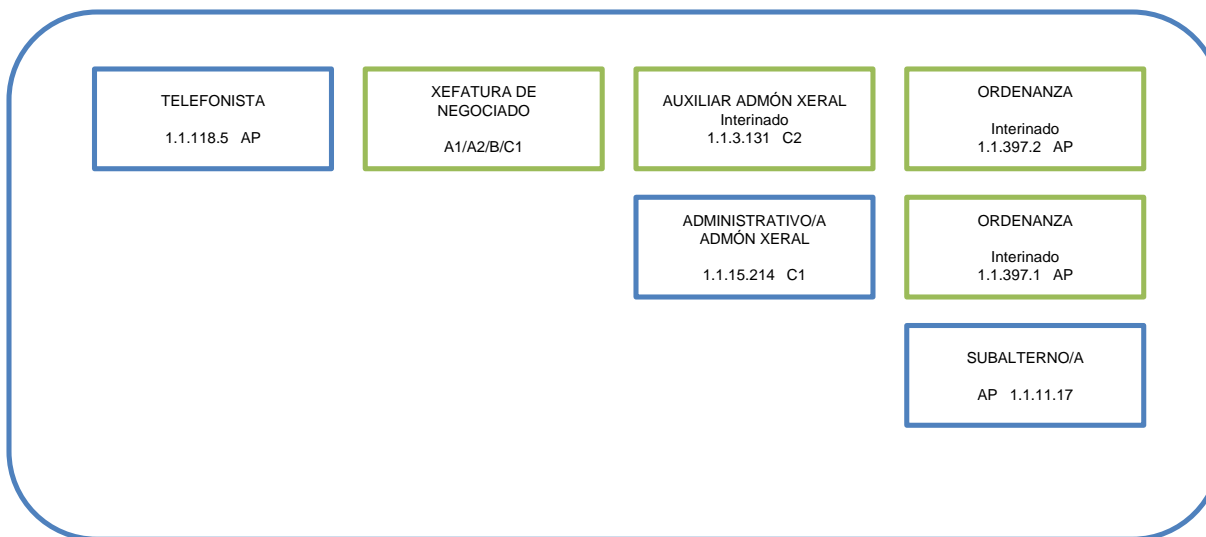 TELEFONISTA
1.1.118.5 AP
XEFATURA DE
NEGOCIADO
A1/A2/B/C1
AUXILIAR ADMÓN XERAL
Interinado
1.1.3.131 C2
ORDENANZA
Interinado
1.1.397.2 AP
ADMINISTRATIVO/A
ADMÓN XERAL
1.1.15.214 C1
ORDENANZA
Interinado
1.1.397.1 AP
SUBALTERNO/A
AP 1.1.11.17